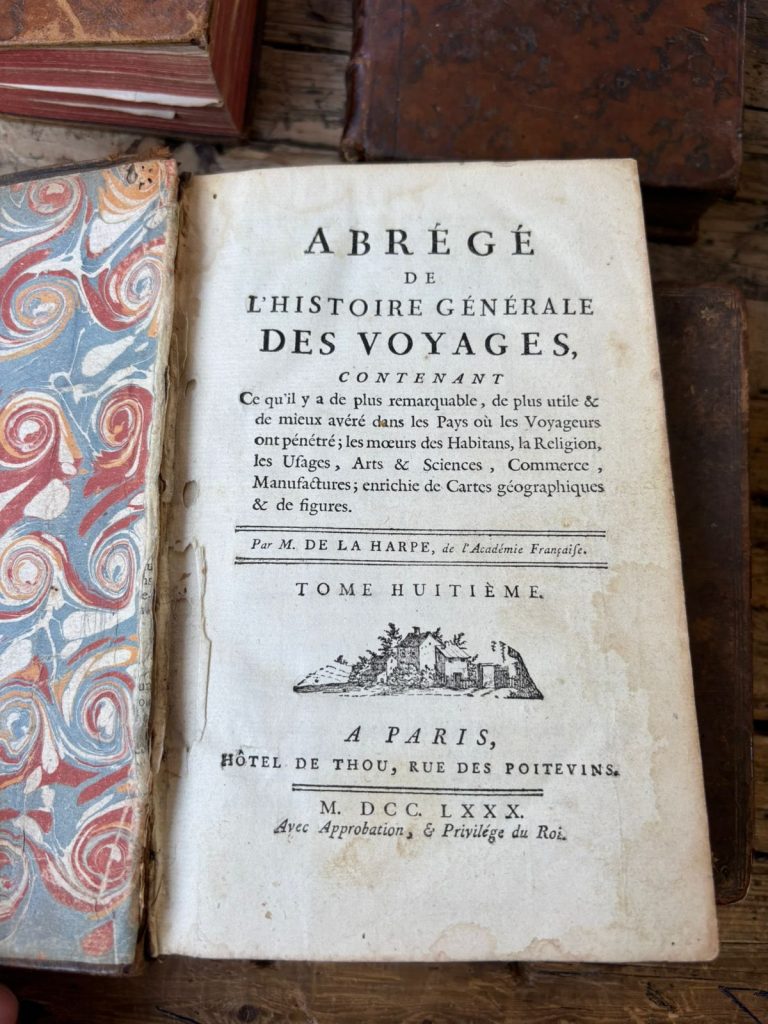 ABRÉGÉ
DE
L'HISTOIRE GÉNÉRALE
DES VOYAGES,
CONTENANT
Ce qu'il y a de plus remarquable, de plus utile &
de mieux avéré dans les Pays où les Voyageurs
ont pénétré; les mœurs des Habitans, la Religion,
les Uſages, Arts & Sciences, Commerce,
Manufactures; enrichie de Cartes géographiques
& de figures.
Par M. DE LA HARPE, de l'Académie Françaiſe.
TOME HUITIÈME.
A PARIS,
HÔTEL DE THOU, RUE DES POITEVINS.
M. DCC. LXXX.
Avec Approbation, & Privilége du Roi.